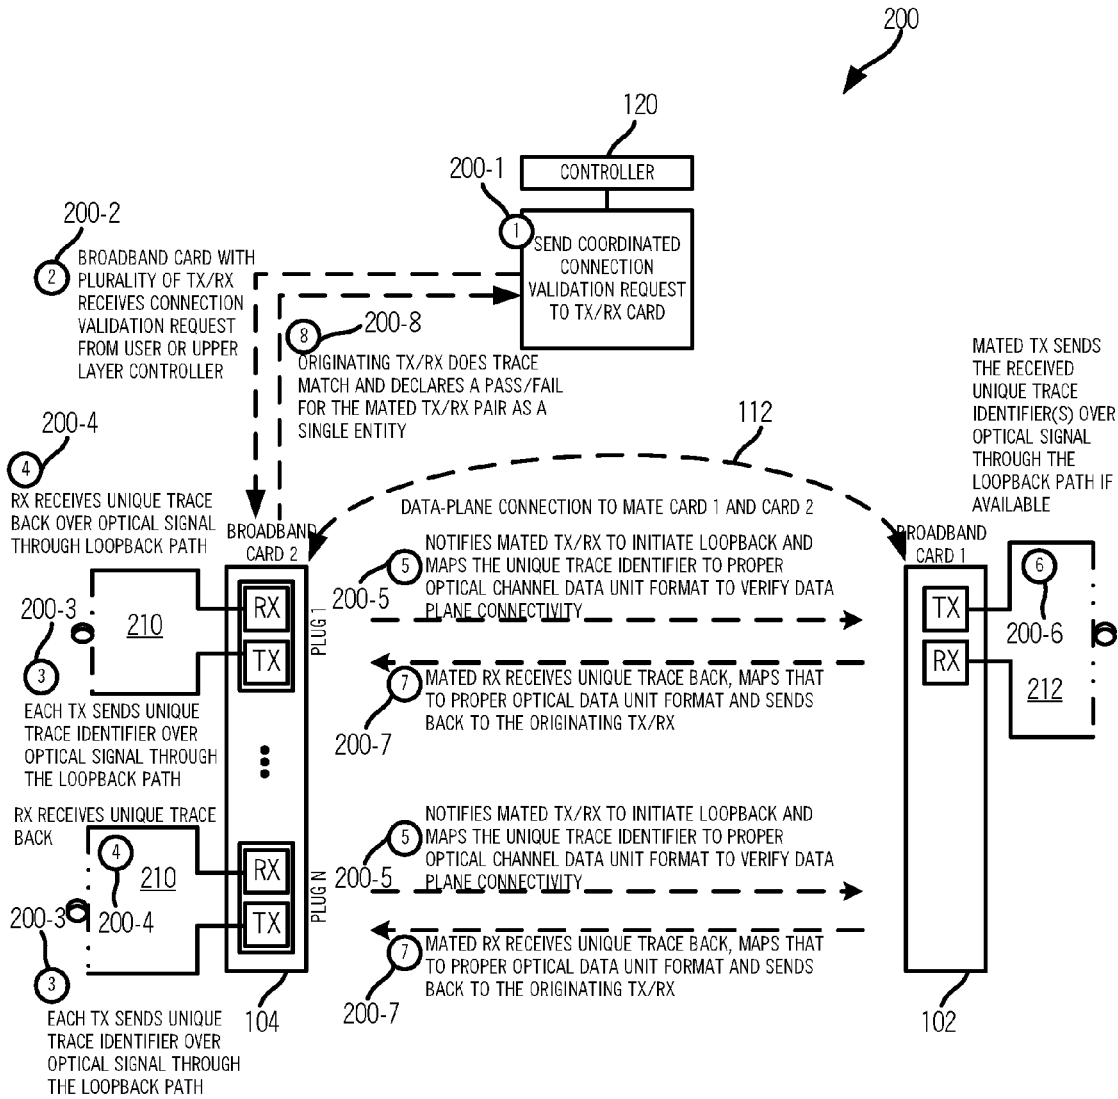 200
120
200-1
CONTROLLER
1
SEND COORDINATED
CONNECTION
VALIDATION REQUEST
TO TX/RX CARD
200-2
2
BROADBAND CARD WITH
PLURALITY OF TX/RX
RECEIVES CONNECTION
VALIDATION REQUEST
FROM USER OR UPPER
LAYER CONTROLLER
8
200-8
ORIGINATING TX/RX DOES TRACE
MATCH AND DECLARES A PASS/FAIL
FOR THE MATED TX/RX PAIR AS A
SINGLE ENTITY
MATED TX SENDS
THE RECEIVED
UNIQUE TRACE
IDENTIFIER(S) OVER
OPTICAL SIGNAL
THROUGH THE
LOOPBACK PATH IF
AVAILABLE
200-4
4
RX RECEIVES UNIQUE TRACE
BACK OVER OPTICAL SIGNAL
THROUGH LOOPBACK PATH
112
DATA-PLANE CONNECTION TO MATE CARD 1 AND CARD 2
BROADBAND
CARD 2
BROADBAND
CARD 1
5
200-5
NOTIFIES MATED TX/RX TO INITIATE LOOPBACK AND
MAPS THE UNIQUE TRACE IDENTIFIER TO PROPER
OPTICAL CHANNEL DATA UNIT FORMAT TO VERIFY DATA
PLANE CONNECTIVITY
6
200-6
200-3
3
210
RX
TX
PLUG 1
TX
RX
212
7
200-7
MATED RX RECEIVES UNIQUE TRACE BACK, MAPS THAT
TO PROPER OPTICAL DATA UNIT FORMAT AND SENDS
BACK TO THE ORIGINATING TX/RX
EACH TX SENDS UNIQUE
TRACE IDENTIFIER OVER
OPTICAL SIGNAL THROUGH
THE LOOPBACK PATH
RX RECEIVES UNIQUE TRACE
BACK
4
210
200-4
200-3
3
RX
TX
PLUG N
5
200-5
NOTIFIES MATED TX/RX TO INITIATE LOOPBACK AND
MAPS THE UNIQUE TRACE IDENTIFIER TO PROPER
OPTICAL CHANNEL DATA UNIT FORMAT TO VERIFY DATA
PLANE CONNECTIVITY
7
200-7
MATED RX RECEIVES UNIQUE TRACE BACK, MAPS THAT
TO PROPER OPTICAL DATA UNIT FORMAT AND SENDS
BACK TO THE ORIGINATING TX/RX
104
102
EACH TX SENDS UNIQUE
TRACE IDENTIFIER OVER
OPTICAL SIGNAL THROUGH
THE LOOPBACK PATH